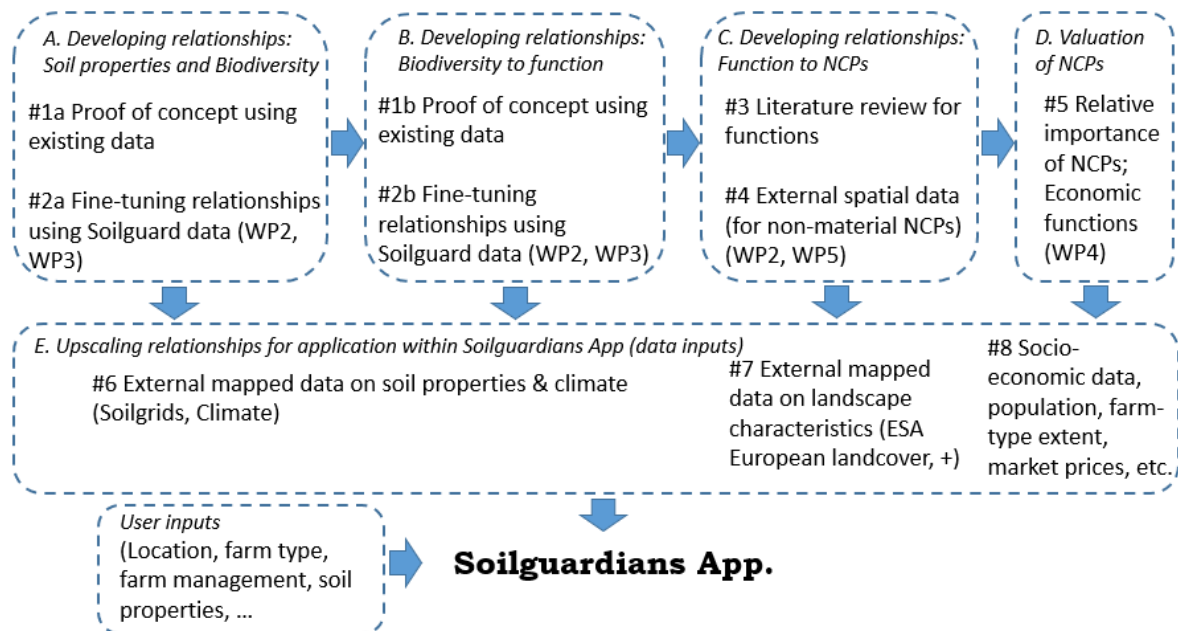 A. Developing relationships:
Soil properties and Biodiversity
#1a Proof of concept using
existing data
#2a Fine-tuning relationships
using Soilguard data (WP2,
WP3)
B. Developing relationships:
Biodiversity to function
#1b Proof of concept using
existing data
#2b Fine-tuning
relationships using
Soilguard data (WP2, WP3)
C. Developing relationships:
Function to NCPs
#3 Literature review for
functions
#4 External spatial data
(for non-material NCPs)
(WP2, WP5)
D. Valuation
of NCPs
#5 Relative
importance
of NCPs;
Economic
functions
(WP4)
E. Upscaling relationships for application within Soilguardians App (data inputs)
#6 External mapped data on soil properties & climate
(Soilgrids, Climate)
#7 External mapped
data on landscape
characteristics (ESA
European landcover, +)
#8 Socio-
economic data,
population, farm-
type extent,
market prices, etc.
User inputs
(Location, farm type,
farm management, soil
properties, ...
Soilguardians App.